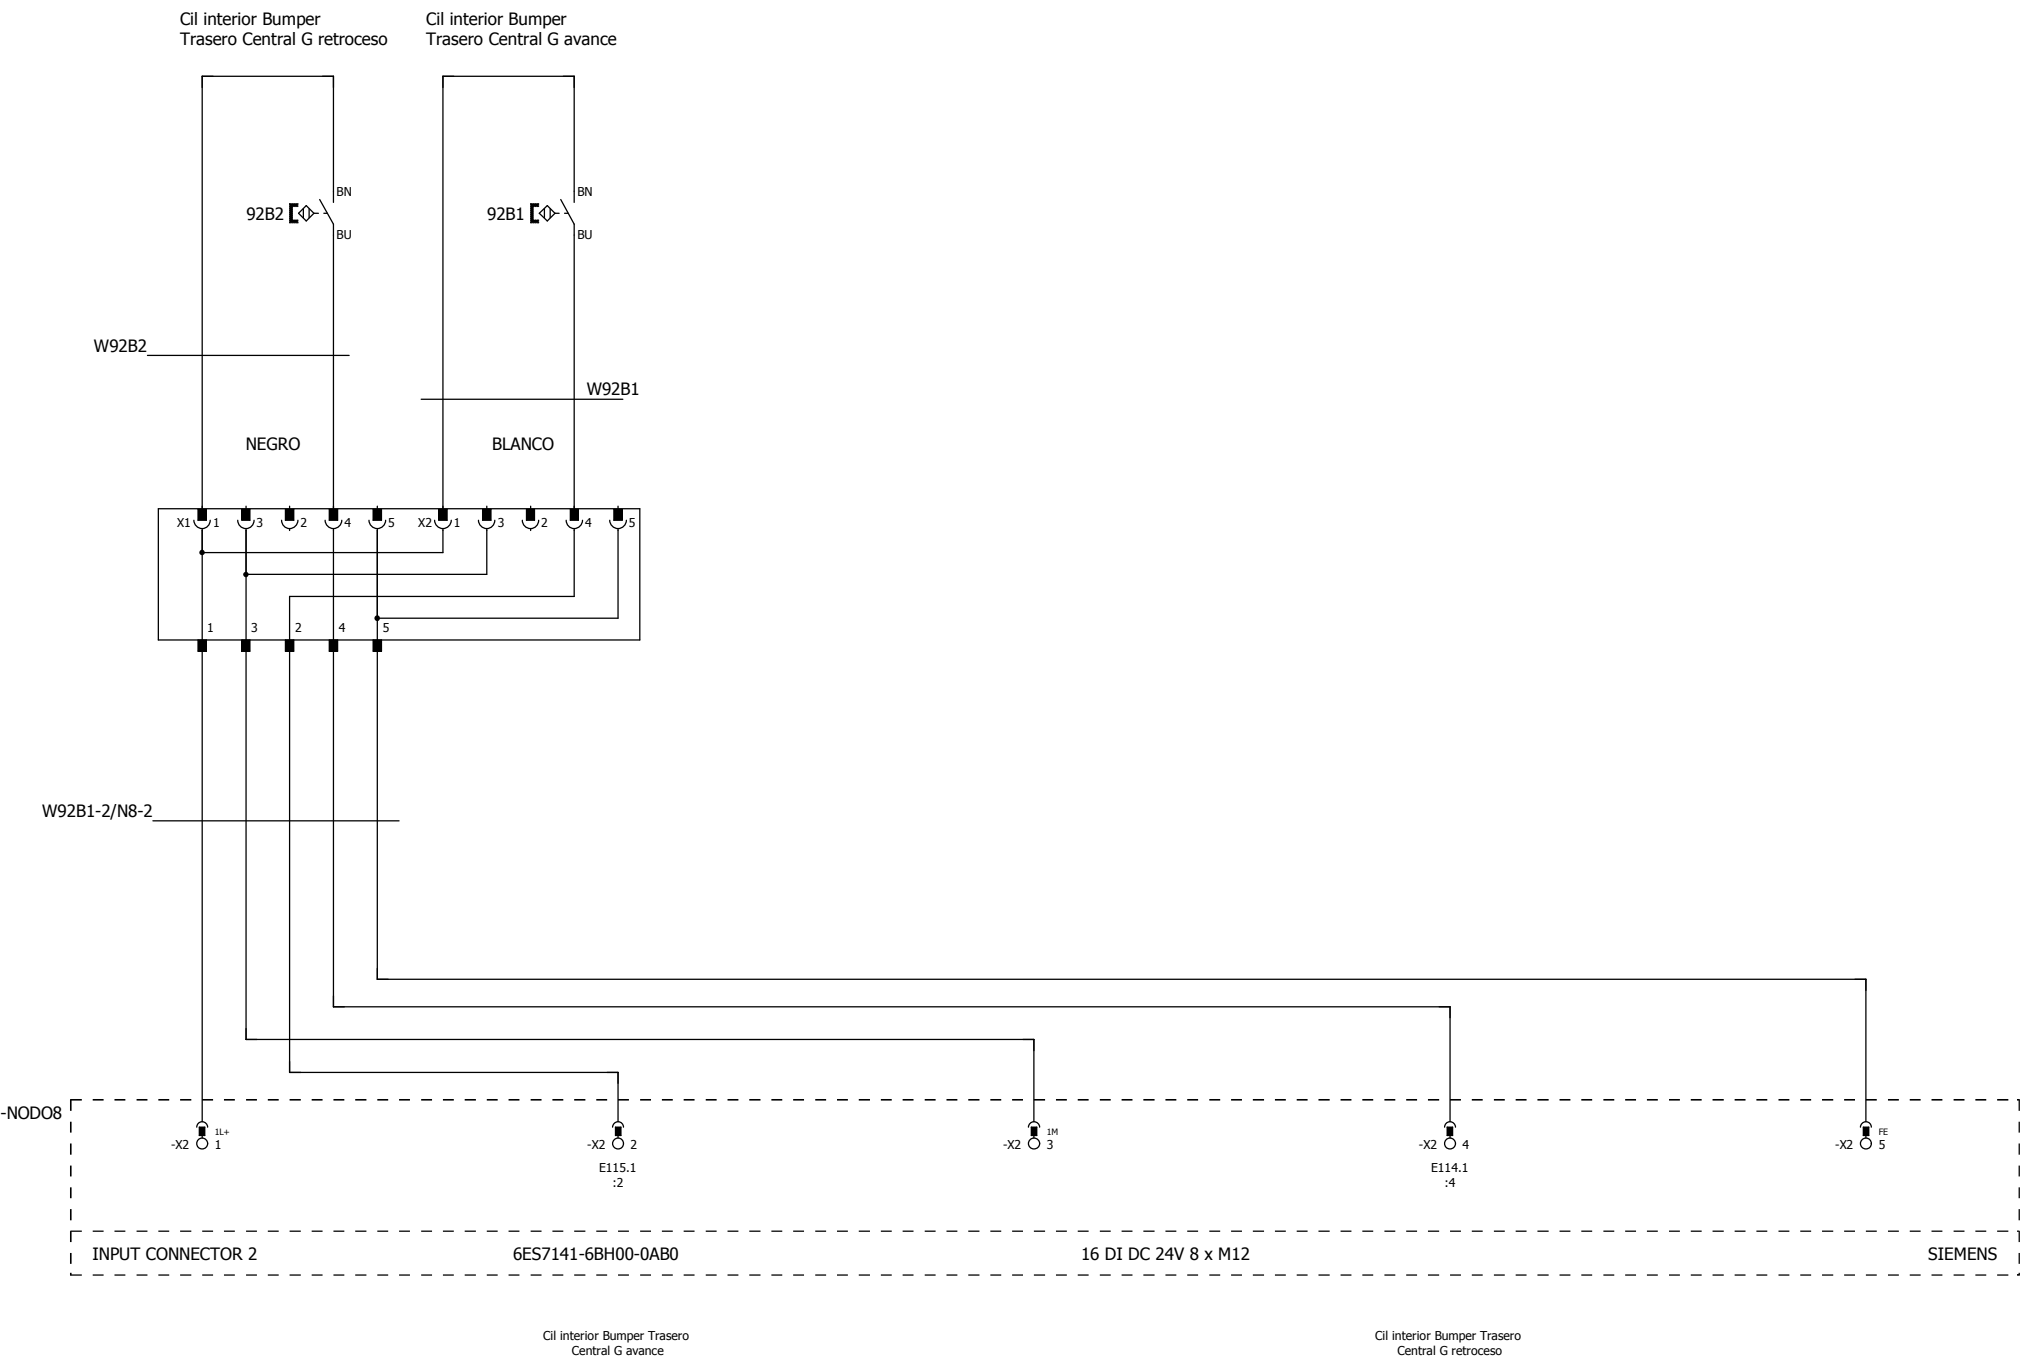 Cil interior Bumper
Trasero Central G retroceso
Cil interior Bumper
Trasero Central G avance
BN
92B2
BU
BN
92B1
BU
W92B2
W92B1
NEGRO
BLANCO
X1 1 3 2 4 5 X2 1 3 2 4 5
1 3 2 4 5
W92B1-2/N8-2
-NODO8
1L+
-X2 1
-X2 2
E115.1
:2
1M
-X2 3
-X2 4
E114.1
:4
FE
-X2 5
INPUT CONNECTOR 2
6ES7141-6BH00-0AB0
16 DI DC 24V 8 x M12
SIEMENS
Cil interior Bumper Trasero
Central G avance
Cil interior Bumper Trasero
Central G retroceso